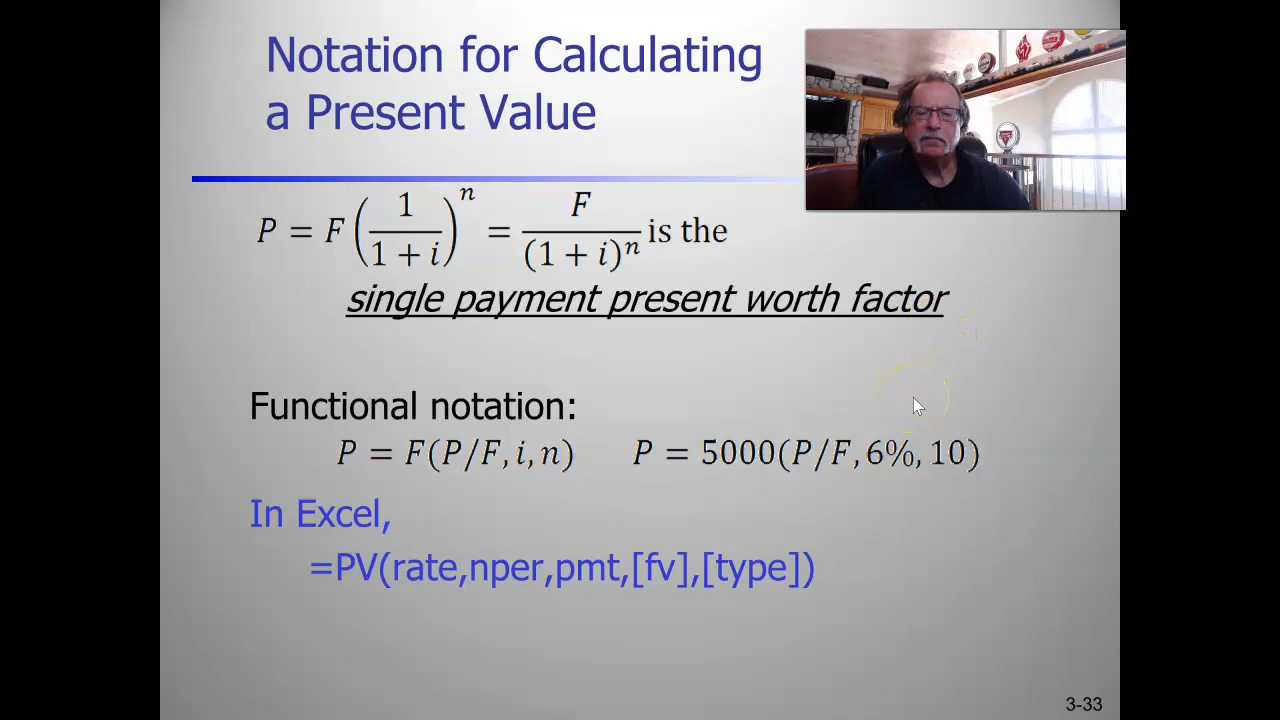 Notation for Calculating
a Present Value
P = F (1 / (1 + i))^n = F / (1 + i)^n is the
single payment present worth factor
Functional notation:
P = F(P/F, i, n)    P = 5000(P/F, 6%, 10)
In Excel,
=PV(rate,nper,pmt,[fv],[type])
3-33